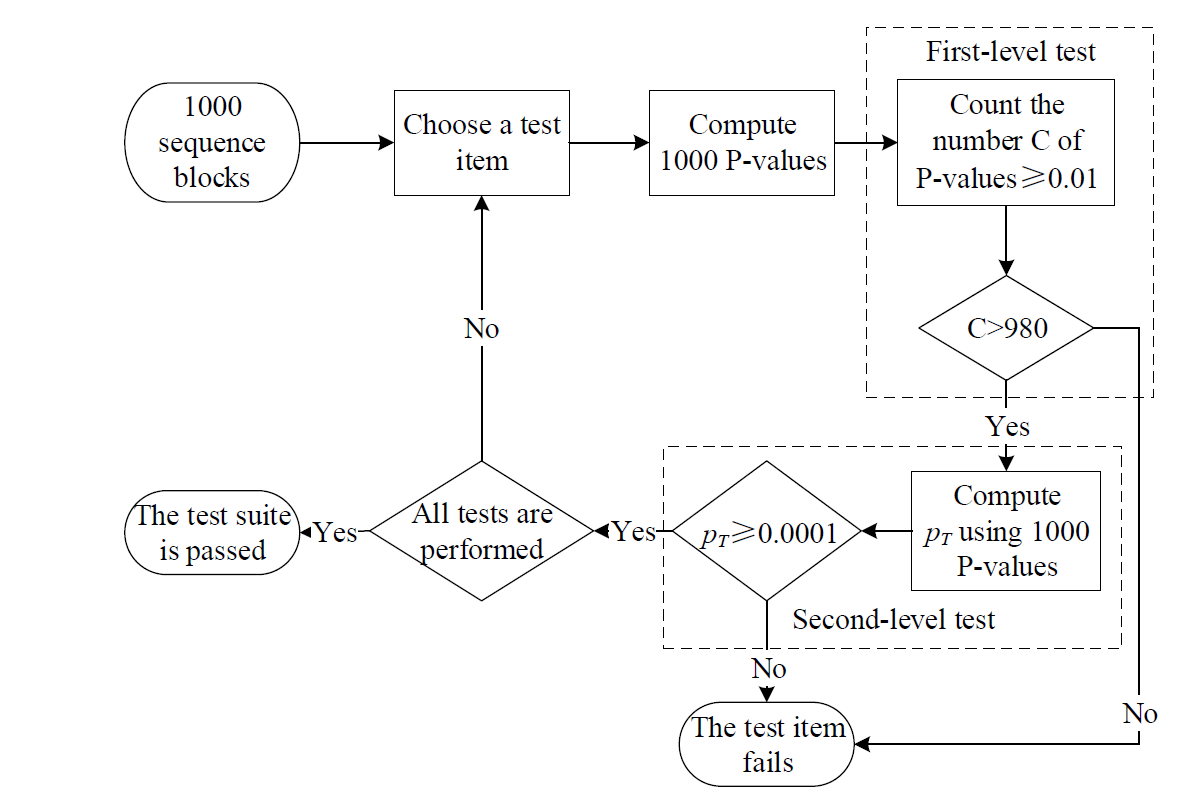 First-level test
1000
sequence
blocks
Choose a test
item
Compute
1000 P-values
Count the
number C of
P-values⩾0.01
C>980
No
Yes
Compute
pT using 1000
P-values
pT⩾0.0001
Yes
All tests are
performed
Yes
The test suite
is passed
Second-level test
No
No
The test item
fails